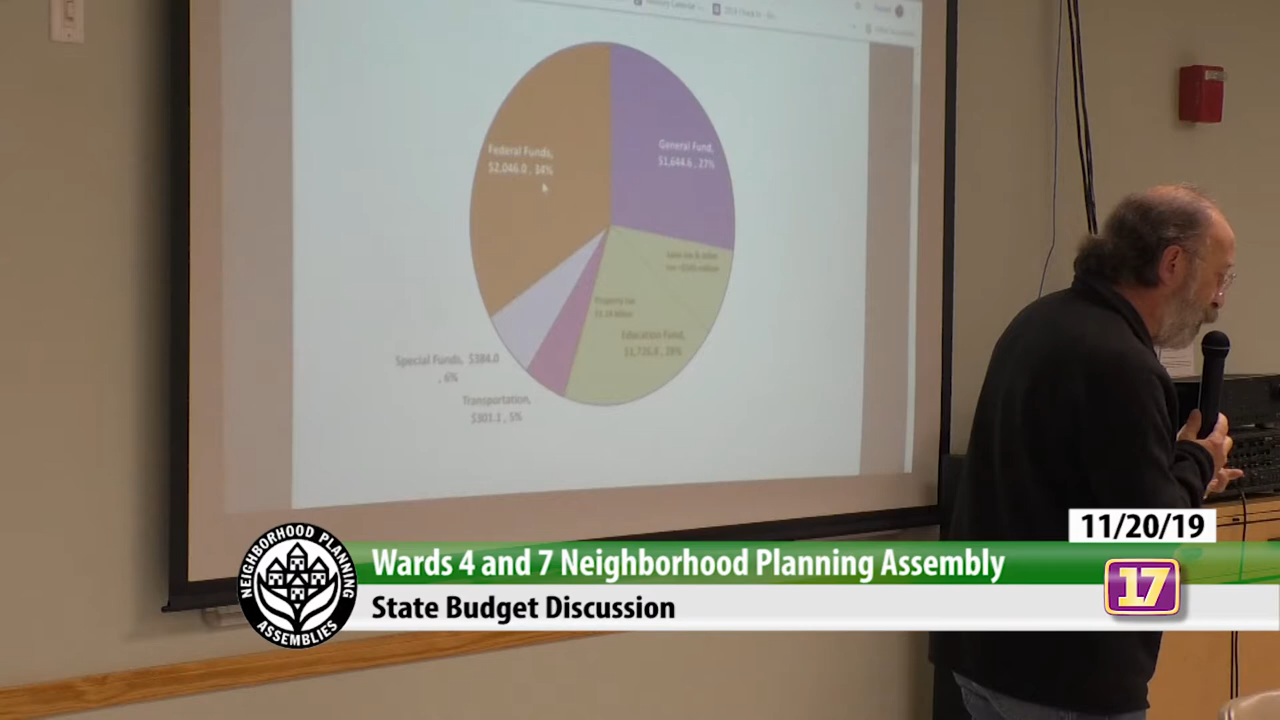 Federal Funds,
$2,046.0 , 34%
General Fund,
$1,644.6 , 27%
Property tax
Education Fund,
Special Funds, $384.0
, 6%
Transportation,
$301.1 , 5%
11/20/19
NEIGHBORHOOD PLANNING
ASSEMBLIES
Wards 4 and 7 Neighborhood Planning Assembly
17
State Budget Discussion